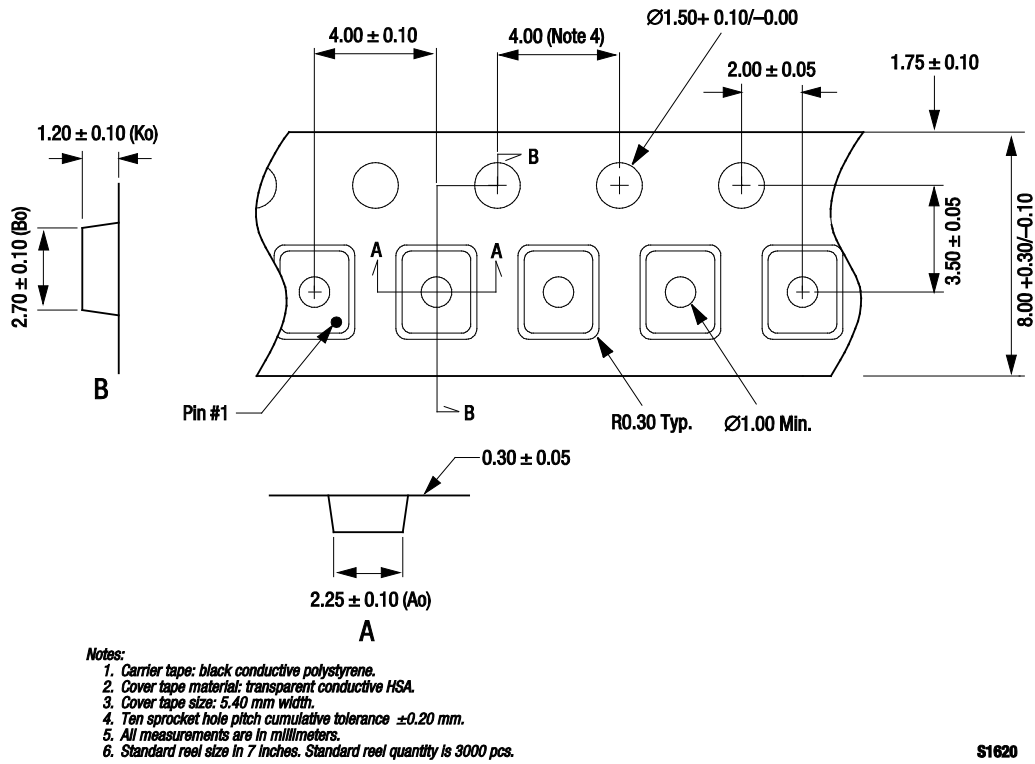 Ø1.50+ 0.10/–0.00
4.00 ± 0.10
4.00 (Note 4)
2.00 ± 0.05
1.75 ± 0.10
1.20 ± 0.10 (Ko)
B
2.70 ± 0.10 (Bo)
A
A
3.50 ± 0.05
8.00 +0.30/–0.10
B
Pin #1
B
R0.30 Typ.
Ø1.00 Min.
0.30 ± 0.05
2.25 ± 0.10 (Ao)
A
Notes:
1. Carrier tape: black conductive polystyrene.
2. Cover tape material: transparent conductive HSA.
3. Cover tape size: 5.40 mm width.
4. Ten sprocket hole pitch cumulative tolerance ±0.20 mm.
5. All measurements are in millimeters.
6. Standard reel size in 7 inches. Standard reel quantity is 3000 pcs.
S1620